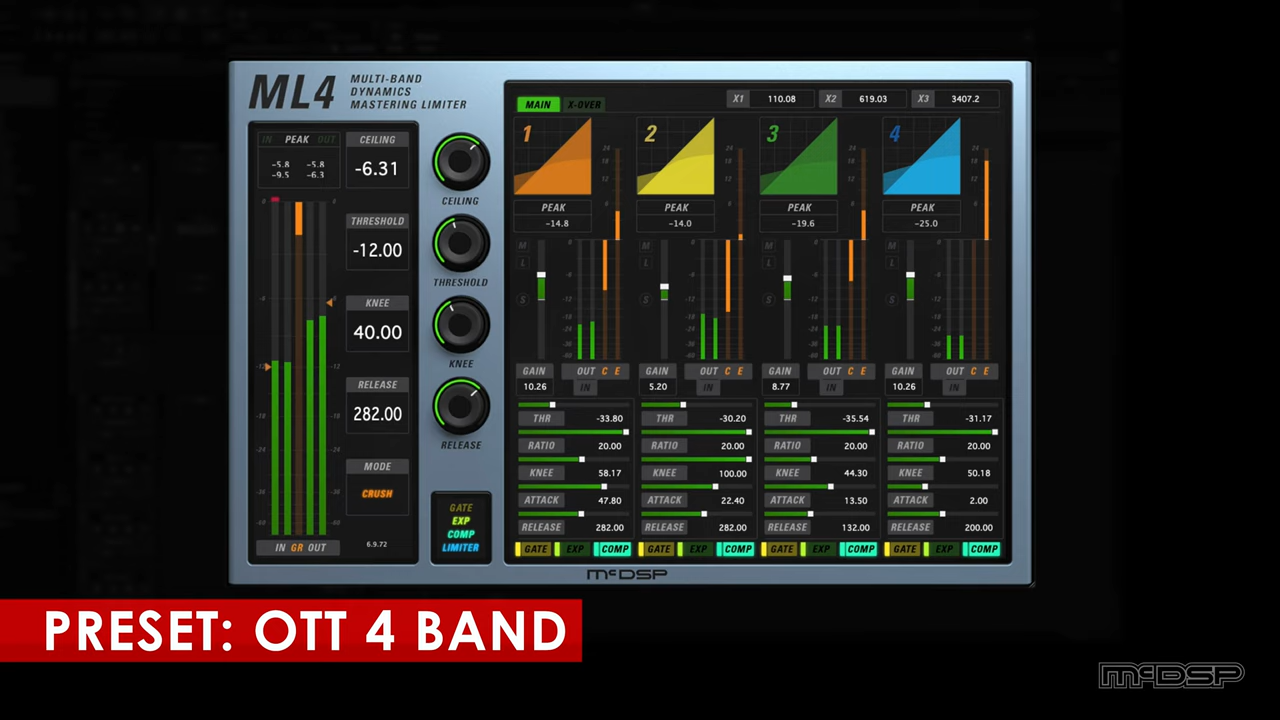 ML4 MULTI-BAND
DYNAMICS
MASTERING LIMITER
IN PEAK OUT
-5.8 -5.8
-9.5 -6.3
CEILING
-6.31
THRESHOLD
-12.00
KNEE
40.00
RELEASE
282.00
MODE
CRUSH
6.9.72
IN GR OUT
CEILING
THRESHOLD
KNEE
RELEASE
GATE
EXP
COMP
LIMITER
MAIN X-OVER X1 110.08 X2 619.03 X3 3407.2
1 2 3 4
PEAK PEAK PEAK PEAK
-14.8 -14.0 -19.6 -25.0
M M M M
L L L L
S S S S
GAIN OUT C E GAIN OUT C E GAIN OUT C E GAIN OUT C E
10.26 IN 5.20 IN 8.77 IN 10.26 IN
THR -33.80 THR -30.20 THR -35.54 THR -31.17
RATIO 20.00 RATIO 20.00 RATIO 20.00 RATIO 20.00
KNEE 58.17 KNEE 100.00 KNEE 44.30 KNEE 50.18
ATTACK 47.80 ATTACK 22.40 ATTACK 13.50 ATTACK 2.00
RELEASE 282.00 RELEASE 282.00 RELEASE 132.00 RELEASE 200.00
GATE EXP COMP GATE EXP COMP GATE EXP COMP GATE EXP COMP
McDSP
PRESET: OTT 4 BAND
McDSP